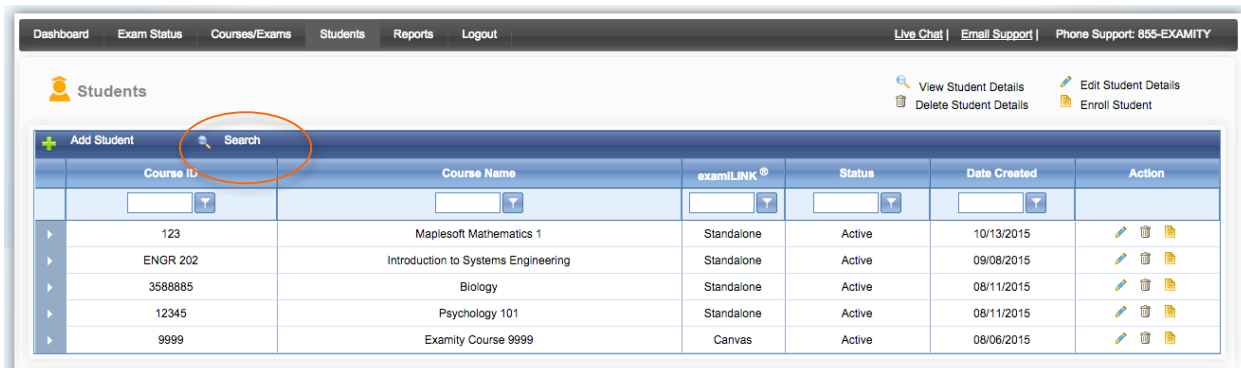 Dashboard Exam Status Courses/Exams Students Reports Logout Live Chat | Email Support | Phone Support: 855-EXAMITY
Students
View Student Details Edit Student Details
Delete Student Details Enroll Student
Add Student Search
Course ID Course Name examiLINK ® Status Date Created Action
123 Maplesoft Mathematics 1 Standalone Active 10/13/2015
ENGR 202 Introduction to Systems Engineering Standalone Active 09/08/2015
3588885 Biology Standalone Active 08/11/2015
12345 Psychology 101 Standalone Active 08/11/2015
9999 Examity Course 9999 Canvas Active 08/06/2015